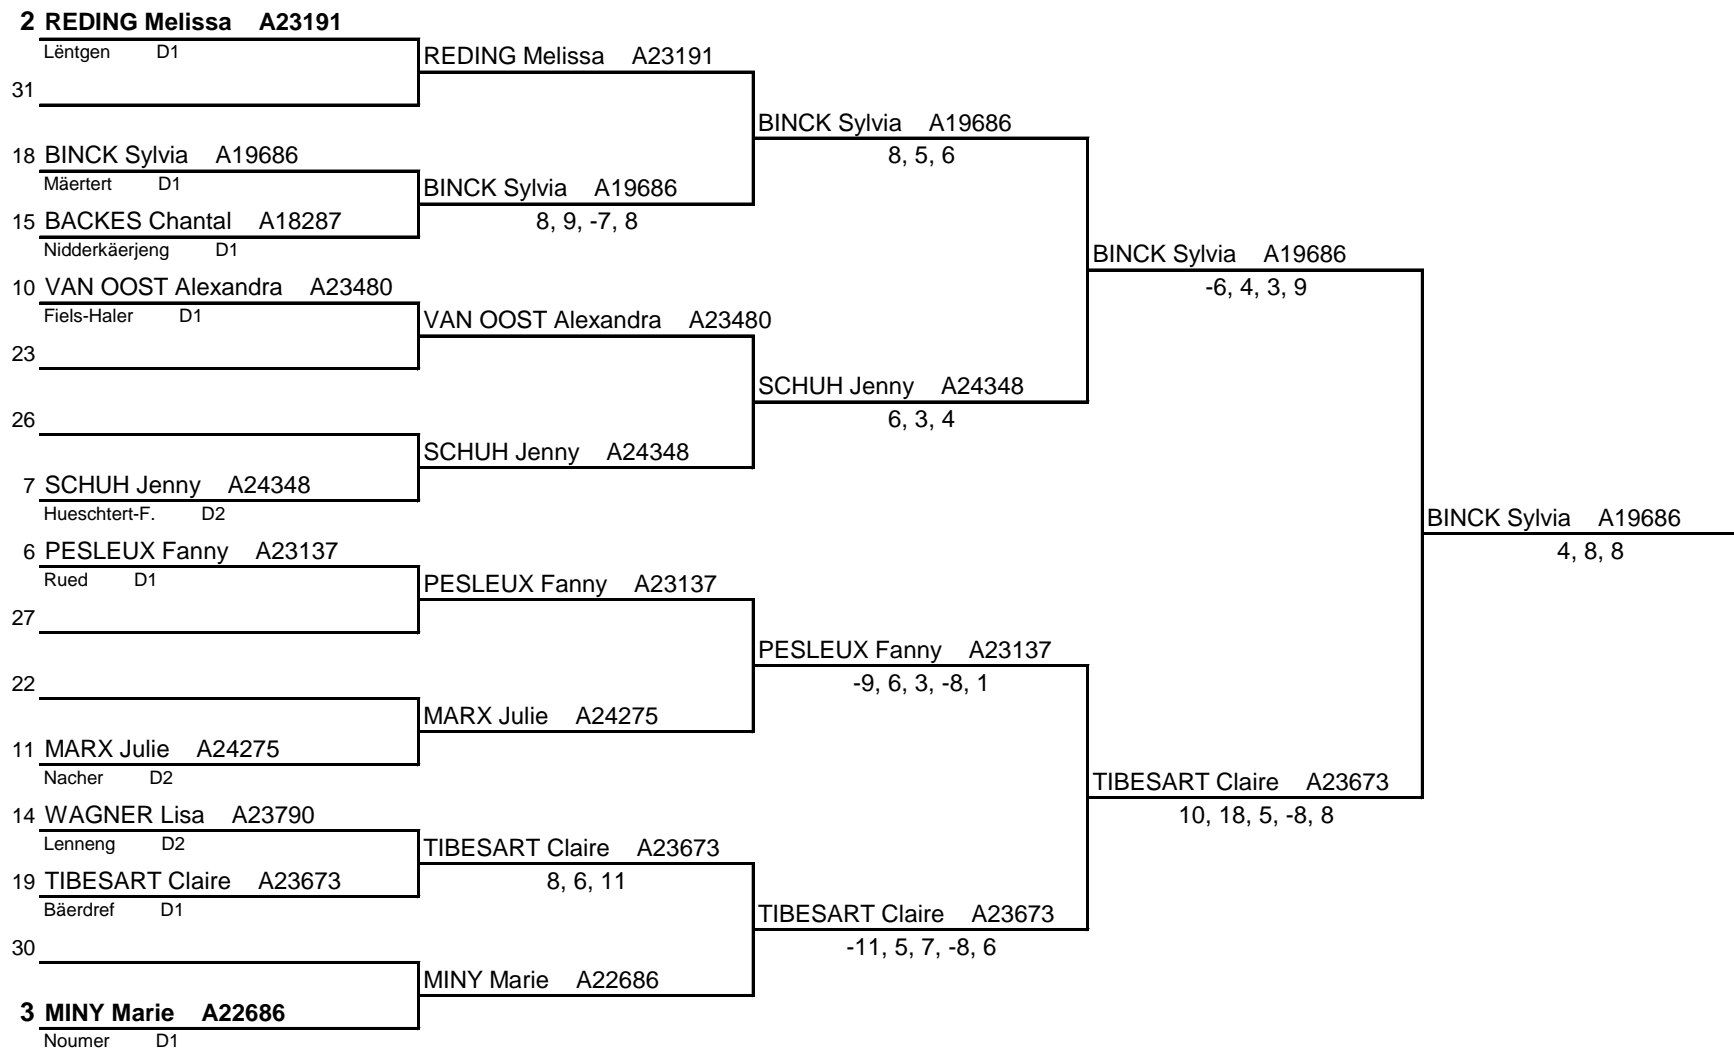 2 REDING Melissa A23191
Lëntgen D1
REDING Melissa A23191
31
BINCK Sylvia A19686
8, 5, 6
18 BINCK Sylvia A19686
Mäertert D1
BINCK Sylvia A19686
8, 9, -7, 8
15 BACKES Chantal A18287
Nidderkäerjeng D1
BINCK Sylvia A19686
-6, 4, 3, 9
10 VAN OOST Alexandra A23480
Fiels-Haler D1
VAN OOST Alexandra A23480
23
SCHUH Jenny A24348
6, 3, 4
26
SCHUH Jenny A24348
7 SCHUH Jenny A24348
Hueschtert-F. D2
BINCK Sylvia A19686
4, 8, 8
6 PESLEUX Fanny A23137
Rued D1
PESLEUX Fanny A23137
27
PESLEUX Fanny A23137
-9, 6, 3, -8, 1
22
MARX Julie A24275
11 MARX Julie A24275
Nacher D2
TIBESART Claire A23673
10, 18, 5, -8, 8
14 WAGNER Lisa A23790
Lenneng D2
TIBESART Claire A23673
8, 6, 11
19 TIBESART Claire A23673
Bäerdref D1
TIBESART Claire A23673
-11, 5, 7, -8, 6
30
MINY Marie A22686
3 MINY Marie A22686
Noumer D1